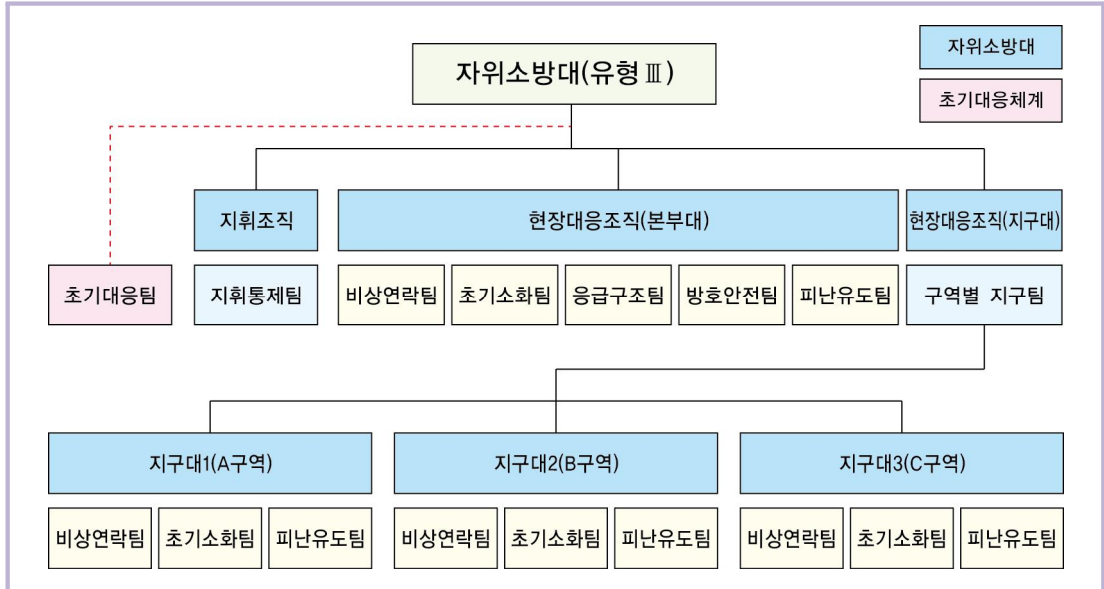 자위소방대(유형 Ⅲ)
자위소방대
초기대응체계
지휘조직
현장대응조직(본부대)
현장대응조직(지구대)
초기대응팀
지휘통제팀
비상연락팀
초기소화팀
응급구조팀
방호안전팀
피난유도팀
구역별 지구팀
지구대1(A구역)
지구대2(B구역)
지구대3(C구역)
비상연락팀
초기소화팀
피난유도팀
비상연락팀
초기소화팀
피난유도팀
비상연락팀
초기소화팀
피난유도팀